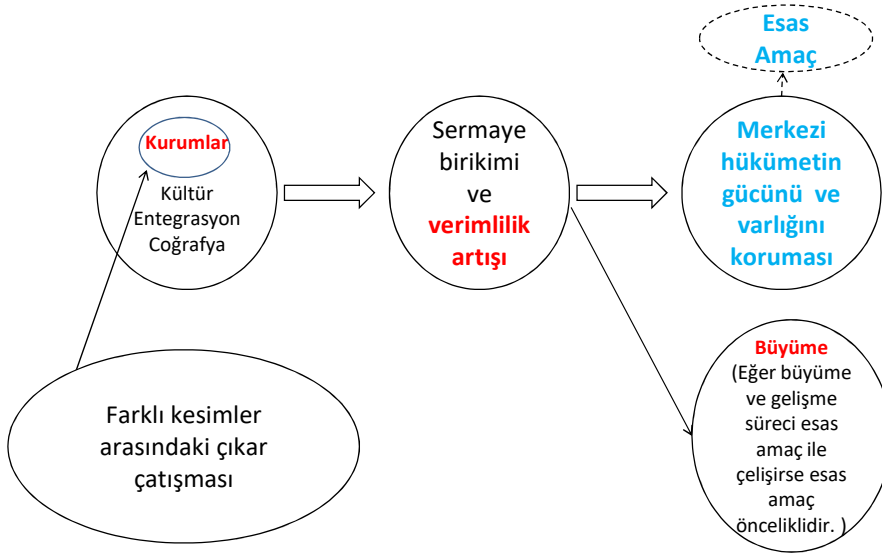 Esas
Amaç
Kurumlar
Kültür
Entegrasyon
Coğrafya
Sermaye
birikimi
ve
verimlilik
artışı
Merkezi
hükümetin
gücünü ve
varlığını
koruması
Farklı kesimler
arasındaki çıkar
çatışması
Büyüme
(Eğer büyüme
ve gelişme
süreci esas
amaç ile
çelişirse esas
amaç
önceliklidir. )